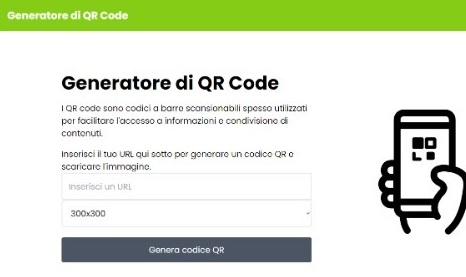 Generatore di QR Code
Generatore di QR Code
I QR code sono codici a barre scansionabili spesso utilizzati
per facilitare l'accesso a informazioni e condivisione di
contenuti.
Inserisci il tuo URL qui sotto per generare un codice QR e
scaricare l'immagine.
Inserisci un URL
300x300
Genera codice QR